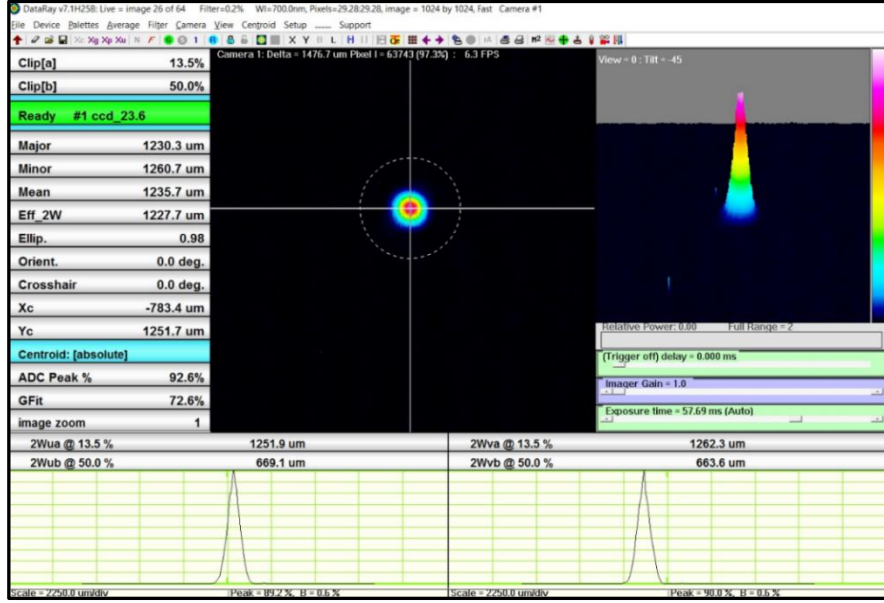 DataRay v7.1H258: Live = image 26 of 64 Filter=0.2% Wl=700.0nm, Pixels=29.28:29.28, image = 1024 by 1024, Fast Camera #1
File Device Palettes Average Filter Camera View Centroid Setup ...... Support
Clip[a] 13.5%
Clip[b] 50.0%
Ready #1 ccd_23.6
Major 1230.3 um
Minor 1260.7 um
Mean 1235.7 um
Eff_2W 1227.7 um
Ellip. 0.98
Orient. 0.0 deg.
Crosshair 0.0 deg.
Xc -783.4 um
Yc 1251.7 um
Centroid: [absolute]
ADC Peak % 92.6%
GFit 72.6%
image zoom 1
Camera 1: Delta = 1476.7 um Pixel I = 63743 (97.3%) : 6.3 FPS
View = 0 : Tilt = -45
Relative Power: 0.00 Full Range = 2
(Trigger off) delay = 0.000 ms
Imager Gain = 1.0
Exposure time = 57.69 ms (Auto)
2Wua @ 13.5 % 1251.9 um
2Wub @ 50.0 % 669.1 um
2Wva @ 13.5 % 1262.3 um
2Wvb @ 50.0 % 663.6 um
Scale = 2250.0 um/div Peak = 89.2 %, B = 0.6 %
Scale = 2250.0 um/div Peak = 90.0 %, B = 0.6 %